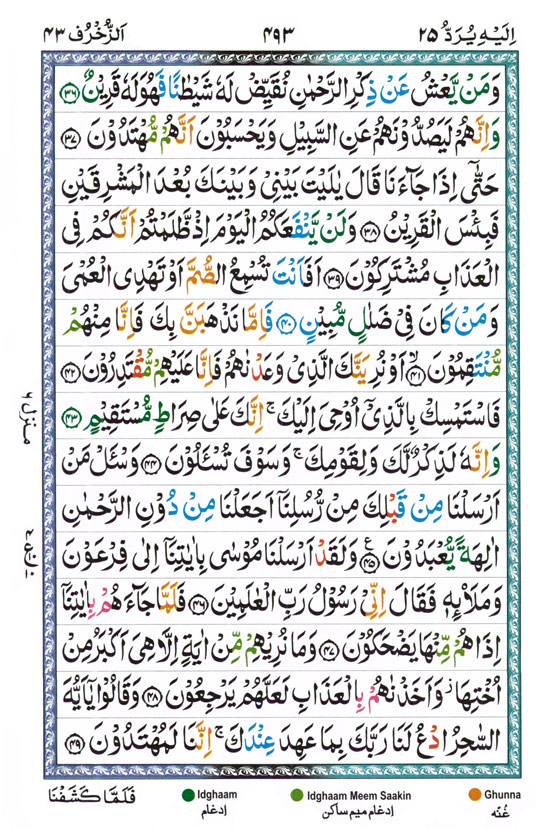 اِلَيْهِ يُرَدُّ ٢٥ ٤٩٣ اَلزُّخْرُف ٤٣
وَمَنْ يَّعْشُ عَنْ ذِكْرِ الرَّحْمٰنِ نُقَيِّضْ لَهٗ شَيْطٰنًا فَهُوَ لَهٗ قَرِيْنٌ ﴿٣٦﴾
وَاِنَّهُمْ لَيَصُدُّوْنَهُمْ عَنِ السَّبِيْلِ وَيَحْسَبُوْنَ اَنَّهُمْ مُّهْتَدُوْنَ ﴿٣٧﴾
حَتّٰٓى اِذَا جَآءَنَا قَالَ يٰلَيْتَ بَيْنِيْ وَبَيْنَكَ بُعْدَ الْمَشْرِقَيْنِ
فَبِئْسَ الْقَرِيْنُ ﴿٣٨﴾ وَلَنْ يَّنْفَعَكُمُ الْيَوْمَ اِذْ ظَّلَمْتُمْ اَنَّكُمْ فِى
الْعَذَابِ مُشْتَرِكُوْنَ ﴿٣٩﴾ اَفَاَنْتَ تُسْمِعُ الصُّمَّ اَوْ تَهْدِى الْعُمْىَ
وَمَنْ كَانَ فِيْ ضَلٰلٍ مُّبِيْنٍ ﴿٤٠﴾ فَاِمَّا نَذْهَبَنَّ بِكَ فَاِنَّا مِنْهُمْ
مُّنْتَقِمُوْنَ ﴿٤١﴾ اَوْ نُرِيَنَّكَ الَّذِيْ وَعَدْنٰهُمْ فَاِنَّا عَلَيْهِمْ مُّقْتَدِرُوْنَ ﴿٤٢﴾
فَاسْتَمْسِكْ بِالَّذِيْٓ اُوْحِىَ اِلَيْكَ ۚ اِنَّكَ عَلٰى صِرَاطٍ مُّسْتَقِيْمٍ ﴿٤٣﴾
وَاِنَّهٗ لَذِكْرٌ لَّكَ وَلِقَوْمِكَ ۚ وَسَوْفَ تُسْـَٔلُوْنَ ﴿٤٤﴾ وَسْـَٔلْ مَنْ
اَرْسَلْنَا مِنْ قَبْلِكَ مِنْ رُّسُلِنَآ اَجَعَلْنَا مِنْ دُوْنِ الرَّحْمٰنِ
اٰلِهَةً يُّعْبَدُوْنَ ﴿٤٥﴾ ع وَلَقَدْ اَرْسَلْنَا مُوْسٰى بِاٰيٰتِنَآ اِلٰى فِرْعَوْنَ
وَمَلَا۟ئِهٖ فَقَالَ اِنِّيْ رَسُوْلُ رَبِّ الْعٰلَمِيْنَ ﴿٤٦﴾ فَلَمَّا جَآءَهُمْ بِاٰيٰتِنَآ
اِذَا هُمْ مِّنْهَا يَضْحَكُوْنَ ﴿٤٧﴾ وَمَا نُرِيْهِمْ مِّنْ اٰيَةٍ اِلَّا هِىَ اَكْبَرُ مِنْ
اُخْتِهَا ۫ وَاَخَذْنٰهُمْ بِالْعَذَابِ لَعَلَّهُمْ يَرْجِعُوْنَ ﴿٤٨﴾ وَقَالُوْا يٰٓاَيُّهَ
السّٰحِرُ ادْعُ لَنَا رَبَّكَ بِمَا عَهِدَ عِنْدَكَ ۚ اِنَّنَا لَمُهْتَدُوْنَ ﴿٤٩﴾
منزل ٦
فَلَمَّا كَشَفْنَا
Idghaam
ادغام
Idghaam Meem Saakin
ادغام میم ساکن
Ghunna
غُنّه